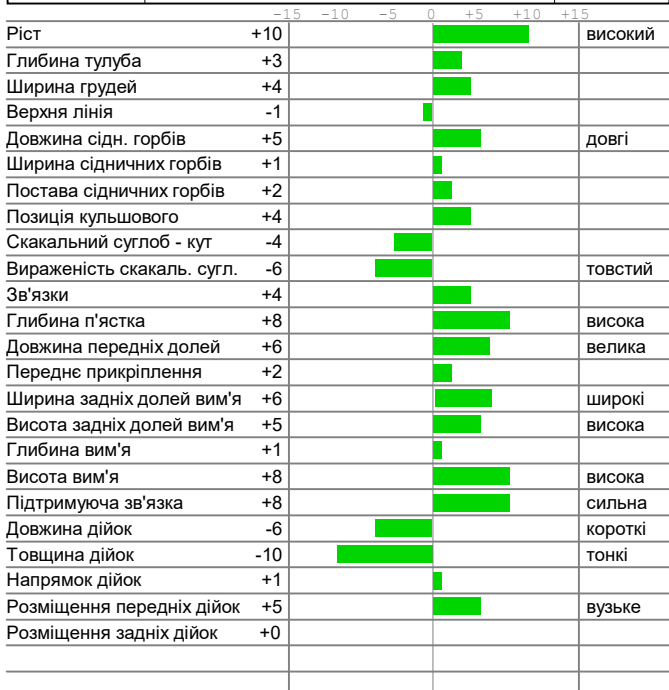 -15 -10 -5 0 +5 +10 +15
Ріст +10 високий
Глибина тулуба +3
Ширина грудей +4
Верхня лінія -1
Довжина сідн. горбів +5 довгі
Ширина сідничних горбів +1
Постава сідничних горбів +2
Позиція кульшового +4
Скакальний суглоб - кут -4
Вираженість скакаль. сугл. -6 товстий
Зв'язки +4
Глибина п'ястка +8 висока
Довжина передніх долей +6 велика
Переднє прикріплення +2
Ширина задніх долей вим'я +6 широкі
Висота задніх долей вим'я +5 висока
Глибина вим'я +1
Висота вим'я +8 висока
Підтримуюча зв'язка +8 сильна
Довжина дійок -6 короткі
Товщина дійок -10 тонкі
Напрямок дійок +1
Розміщення передніх дійок +5 вузьке
Розміщення задніх дійок +0